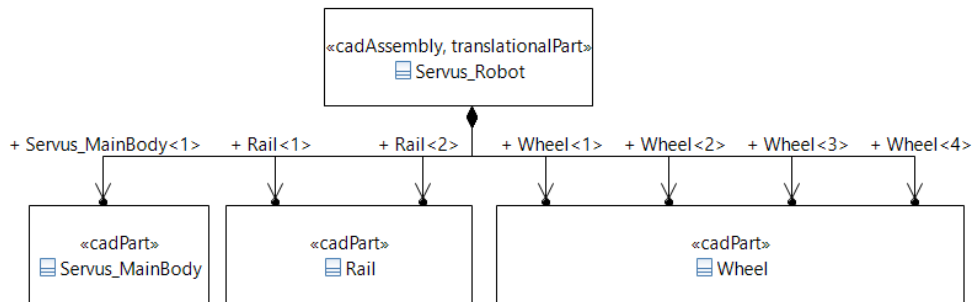 «cadAssembly, translationalPart»
Servus_Robot
+ Servus_MainBody<1> + Rail<1> + Rail<2> + Wheel<1> + Wheel<2> + Wheel<3> + Wheel<4>
«cadPart» «cadPart» «cadPart»
Servus_MainBody Rail Wheel